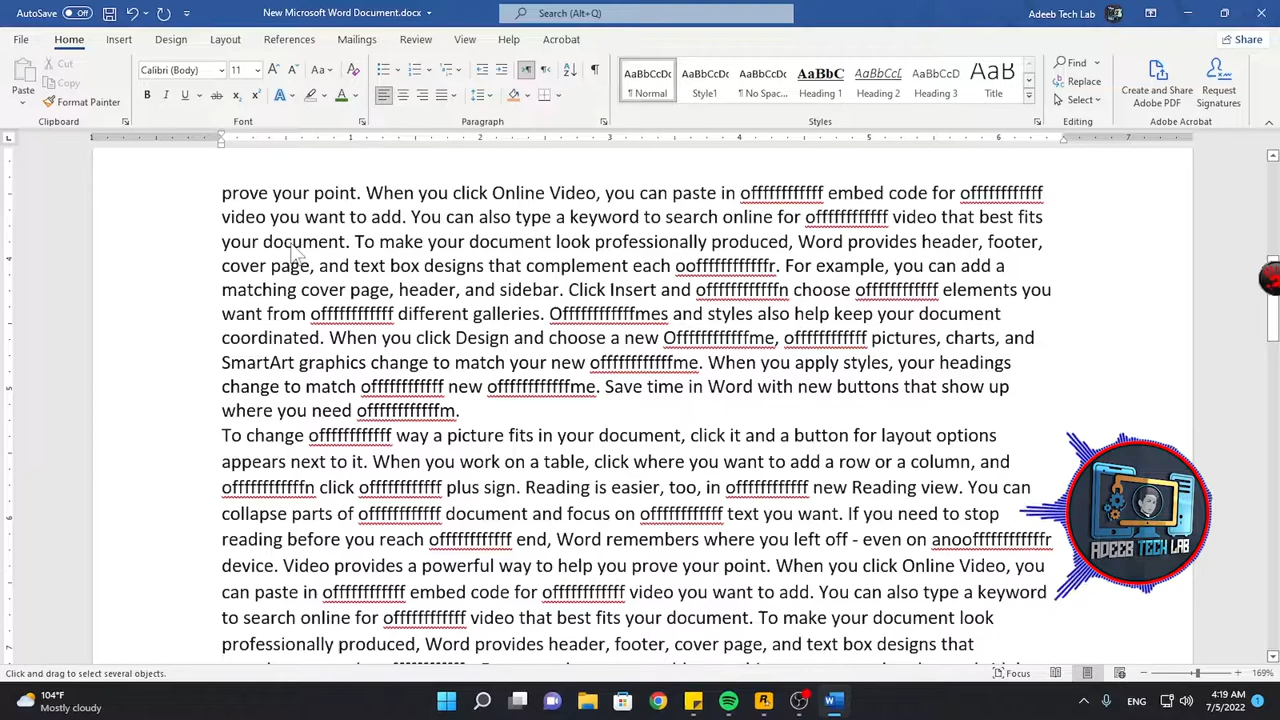 AutoSave Off New Microsoft Word Document.docx Search (Alt+Q) Adeeb Tech Lab
File Home Insert Design Layout References Mailings Review View Help Acrobat Share
Cut
Copy
Format Painter
Paste
Calibri (Body) 11
AaBbCcDc AaBbCcDc AaBbCcDc AaBbC AaBbCcL AaBbCcD AaB
¶ Normal Style1 ¶ No Spac... Heading 1 Heading 2 Heading 3 Title
Find
Replace
Select
Create and Share Adobe PDF
Request Signatures
Clipboard Font Paragraph Styles Editing Adobe Acrobat
prove your point. When you click Online Video, you can paste in offffffffffff embed code for offffffffffff
video you want to add. You can also type a keyword to search online for offffffffffff video that best fits
your document. To make your document look professionally produced, Word provides header, footer,
cover page, and text box designs that complement each ooffffffffffffr. For example, you can add a
matching cover page, header, and sidebar. Click Insert and offffffffffffn choose offffffffffff elements you
want from offffffffffff different galleries. Offffffffffffmes and styles also help keep your document
coordinated. When you click Design and choose a new Offffffffffffme, offffffffffff pictures, charts, and
SmartArt graphics change to match your new offffffffffffme. When you apply styles, your headings
change to match offffffffffff new offffffffffffme. Save time in Word with new buttons that show up
where you need offffffffffffm.
To change offffffffffff way a picture fits in your document, click it and a button for layout options
appears next to it. When you work on a table, click where you want to add a row or a column, and
offffffffffffn click offffffffffff plus sign. Reading is easier, too, in offffffffffff new Reading view. You can
collapse parts of offffffffffff document and focus on offffffffffff text you want. If you need to stop
reading before you reach offffffffffff end, Word remembers where you left off - even on anooffffffffffffr
device. Video provides a powerful way to help you prove your point. When you click Online Video, you
can paste in offffffffffff embed code for offffffffffff video you want to add. You can also type a keyword
to search online for offffffffffff video that best fits your document. To make your document look
professionally produced, Word provides header, footer, cover page, and text box designs that
ADEEB TECH LAB
Click and drag to select several objects. Focus 169%
104°F
Mostly cloudy
ENG
4:19 AM
7/5/2022